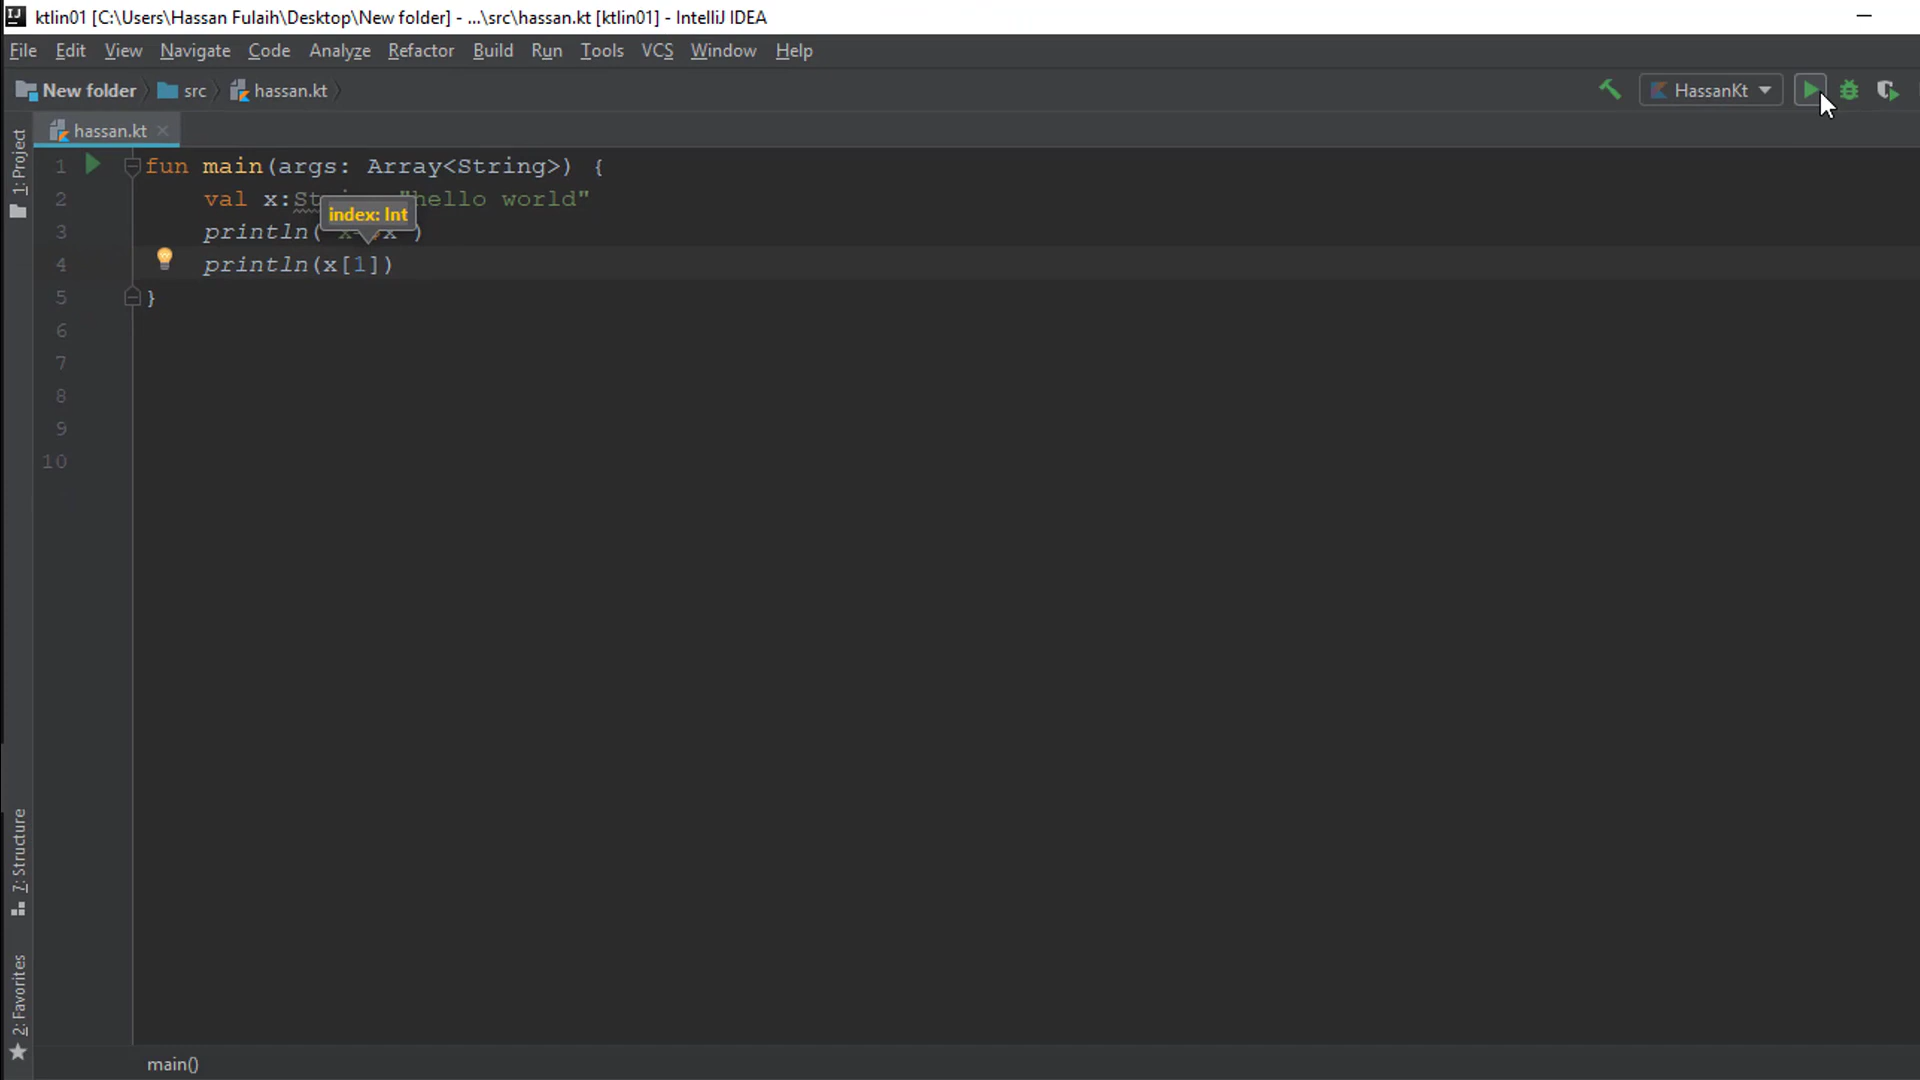 ktlin01 [C:\Users\Hassan Fulaih\Desktop\New folder] - ...\src\hassan.kt [ktlin01] - IntelliJ IDEA
File Edit View Navigate Code Analyze Refactor Build Run Tools VCS Window Help
New folder src hassan.kt HassanKt
hassan.kt
1: Project
1 fun main(args: Array<String>) {
2 val x: "hello world"
index: Int
3 println( x )
4 println(x[1])
5 }
6
7
8
9
10
7: Structure
2: Favorites
main()